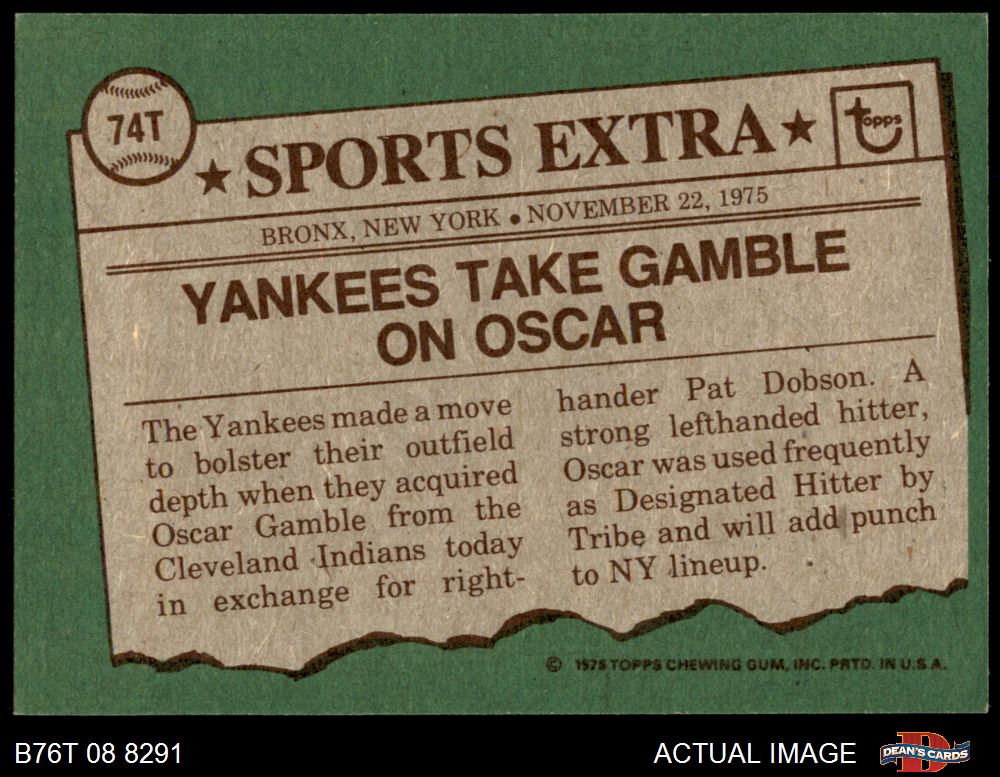 74T
★ SPORTS EXTRA ★
topps
BRONX, NEW YORK ● NOVEMBER 22, 1975
YANKEES TAKE GAMBLE
ON OSCAR
The Yankees made a move
to bolster their outfield
depth when they acquired
Oscar Gamble from the
Cleveland Indians today
in exchange for right-
hander Pat Dobson. A
strong lefthanded hitter,
Oscar was used frequently
as Designated Hitter by
Tribe and will add punch
to NY lineup.
© 1976 TOPPS CHEWING GUM, INC. PRTD. IN U.S.A.
B76T 08 8291
ACTUAL IMAGE
DEAN'S CARDS